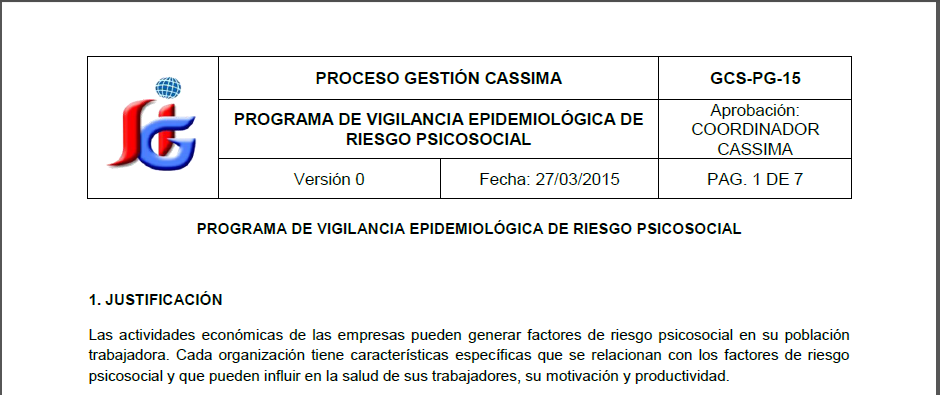 PROCESO GESTIÓN CASSIMA
GCS-PG-15
PROGRAMA DE VIGILANCIA EPIDEMIOLÓGICA DE
RIESGO PSICOSOCIAL
Aprobación:
COORDINADOR
CASSIMA
Versión 0
Fecha: 27/03/2015
PAG. 1 DE 7
PROGRAMA DE VIGILANCIA EPIDEMIOLÓGICA DE RIESGO PSICOSOCIAL
1. JUSTIFICACIÓN
Las actividades económicas de las empresas pueden generar factores de riesgo psicosocial en su población
trabajadora. Cada organización tiene características específicas que se relacionan con los factores de riesgo
psicosocial y que pueden influir en la salud de sus trabajadores, su motivación y productividad.